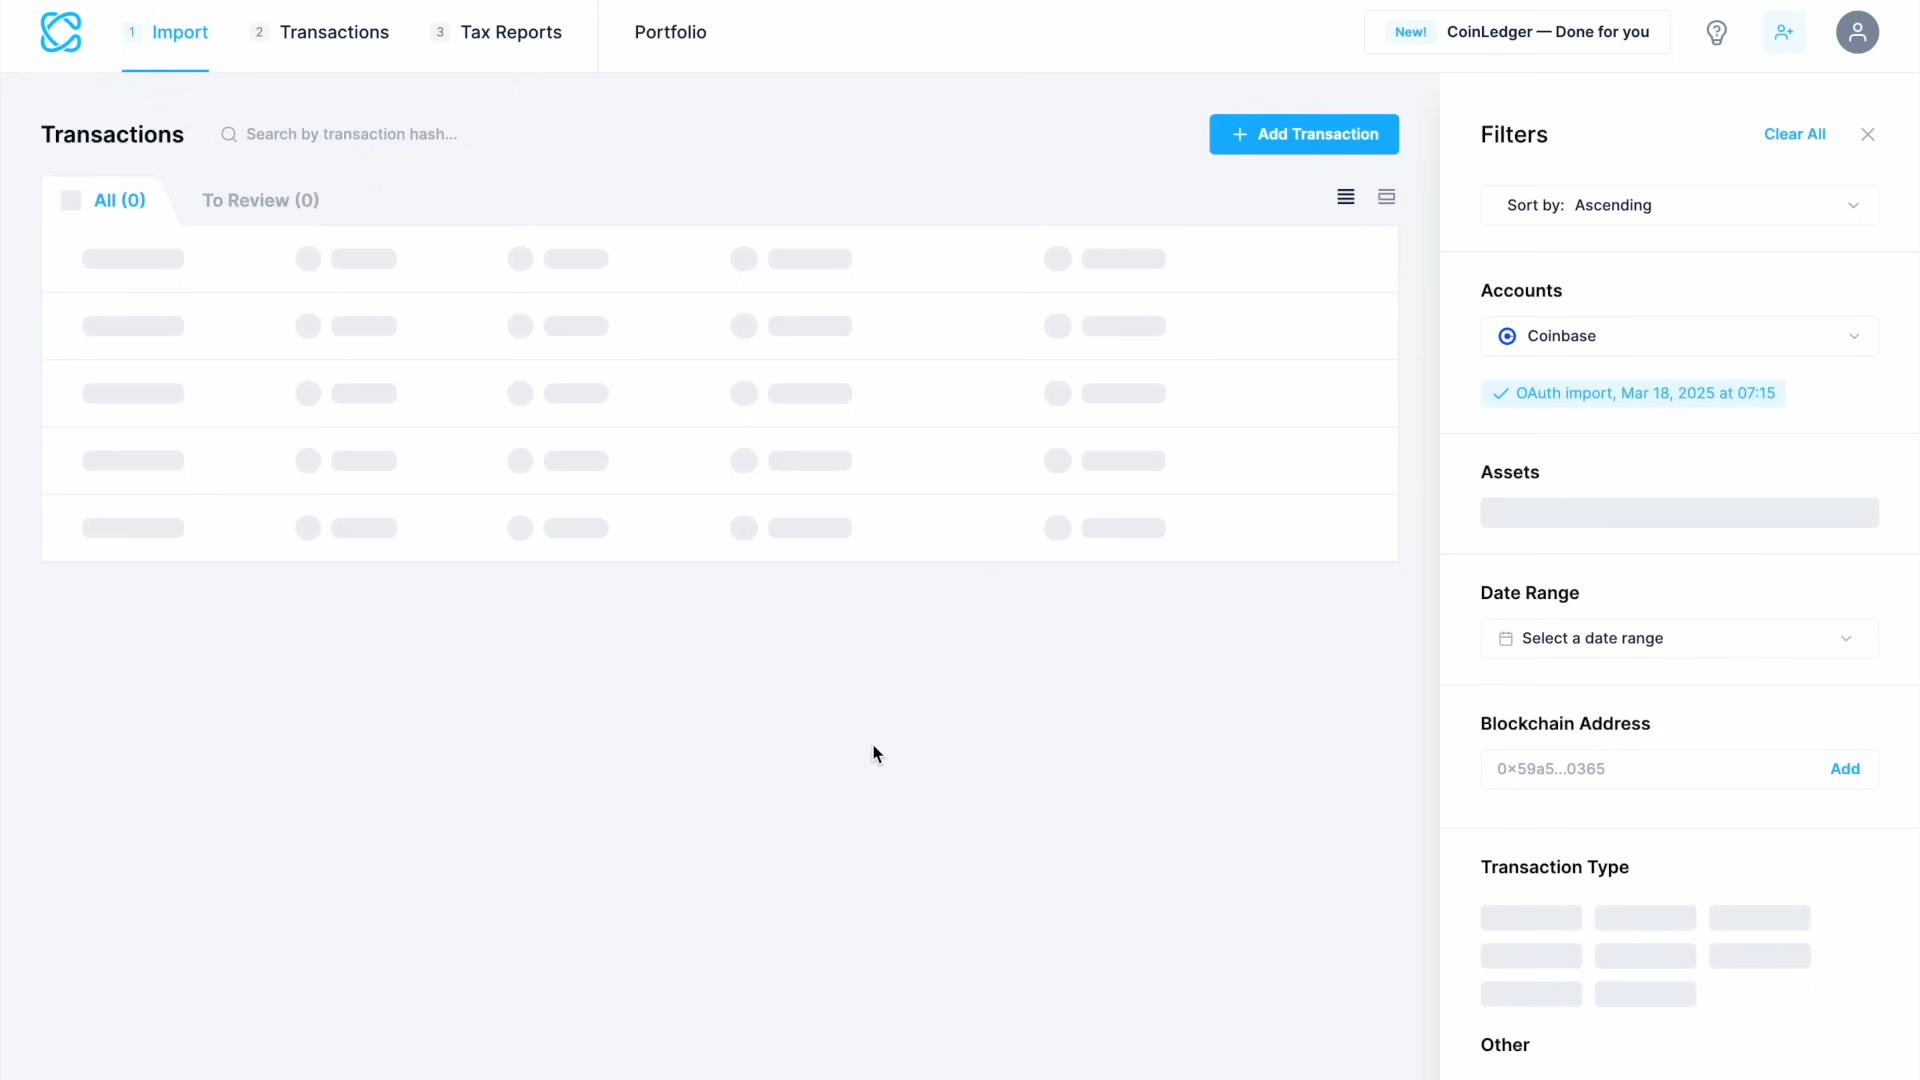 1 Import
2 Transactions
3 Tax Reports
Portfolio
New! CoinLedger — Done for you
Transactions
Search by transaction hash...
+ Add Transaction
All (0)
To Review (0)
Filters
Clear All
Sort by: Ascending
Accounts
Coinbase
OAuth import, Mar 18, 2025 at 07:15
Assets
Date Range
Select a date range
Blockchain Address
0×59a5...0365
Add
Transaction Type
Other